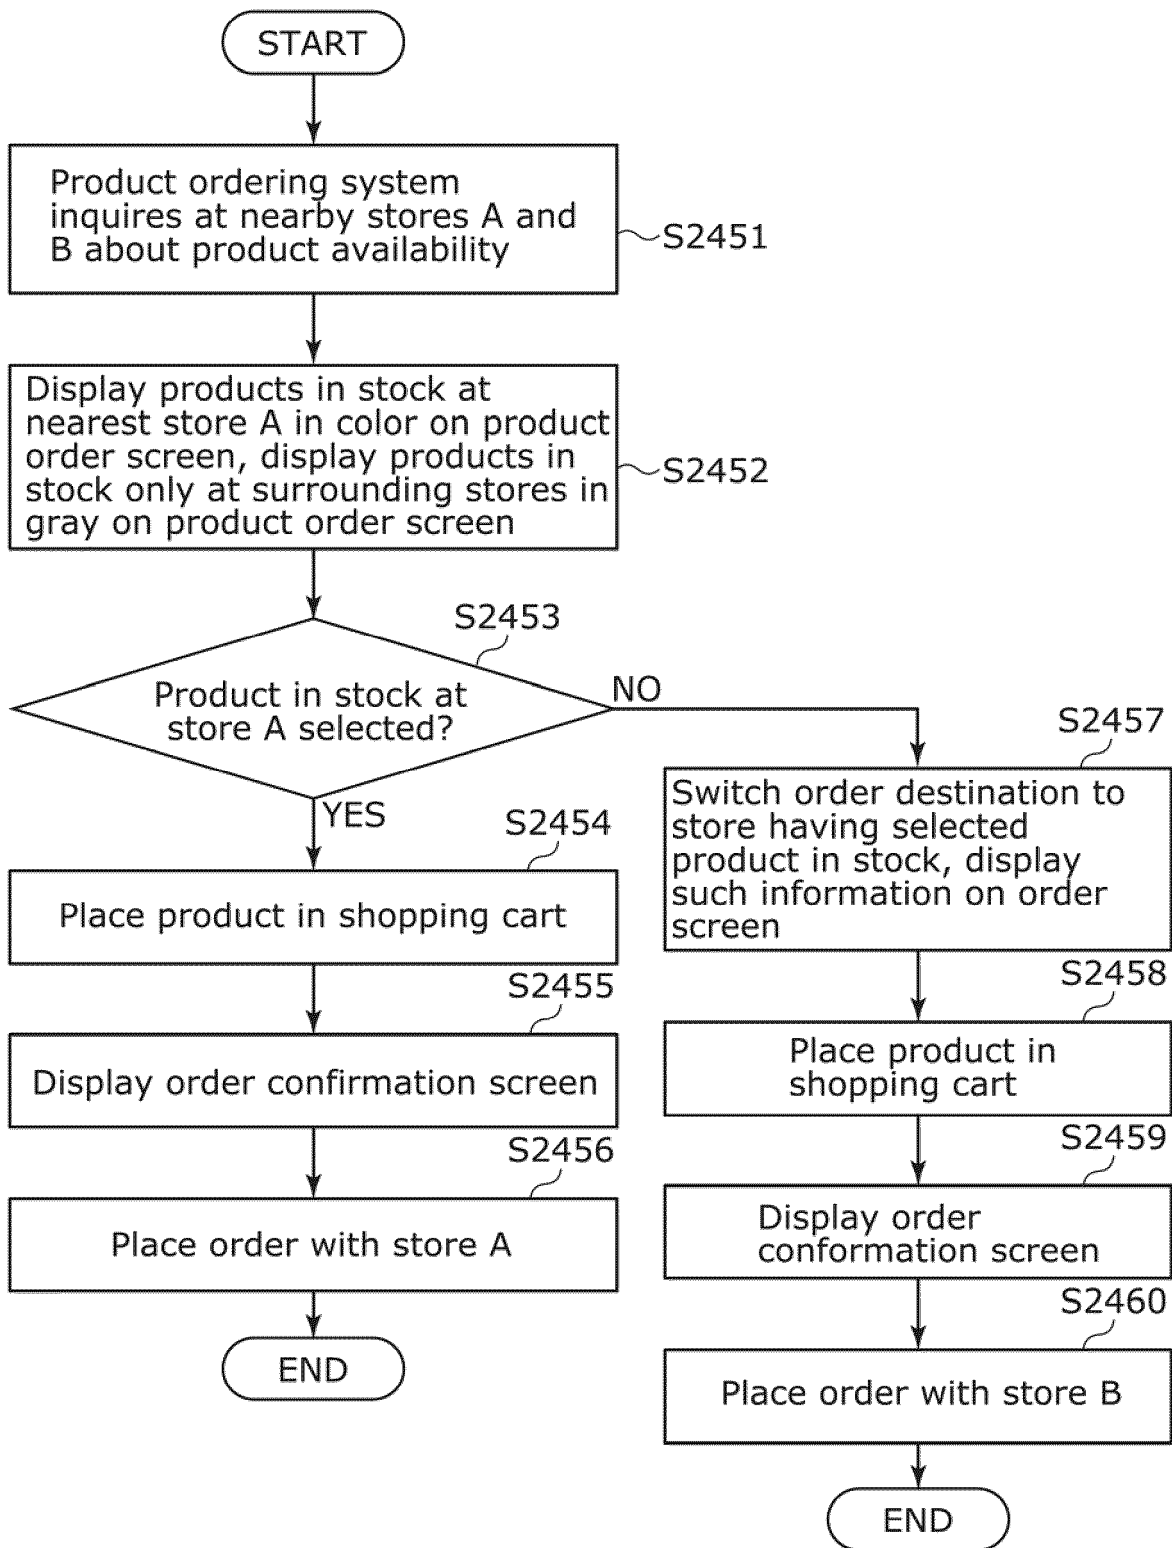 START
Product ordering system
inquires at nearby stores A and
B about product availability
S2451
Display products in stock at
nearest store A in color on product
order screen, display products in
stock only at surrounding stores in
gray on product order screen
S2452
S2453
Product in stock at
store A selected?
NO
YES
S2454
Place product in shopping cart
S2455
Display order confirmation screen
S2456
Place order with store A
END
S2457
Switch order destination to
store having selected
product in stock, display
such information on order
screen
S2458
Place product in
shopping cart
S2459
Display order
conformation screen
S2460
Place order with store B
END